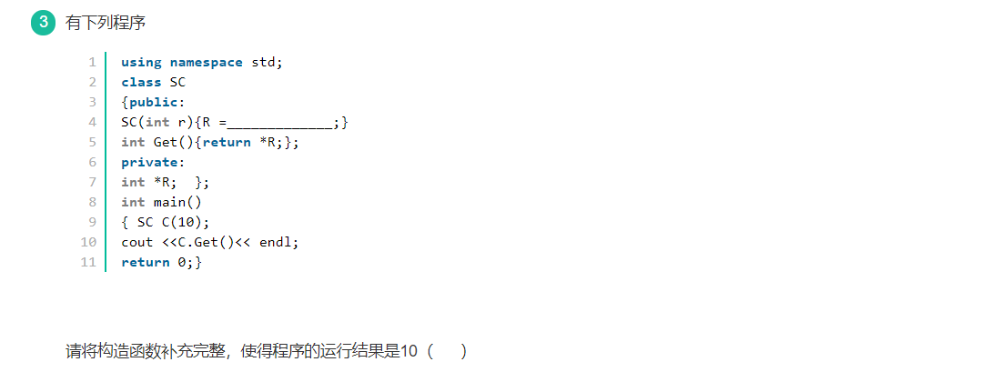 3 有下列程序
1 using namespace std;
2 class SC
3 {public:
4 SC(int r){R =_____________;}
5 int Get(){return *R;};
6 private:
7 int *R;  };
8 int main()
9 { SC C(10);
10 cout <<C.Get()<< endl;
11 return 0;}
请将构造函数补充完整，使得程序的运行结果是10（      ）